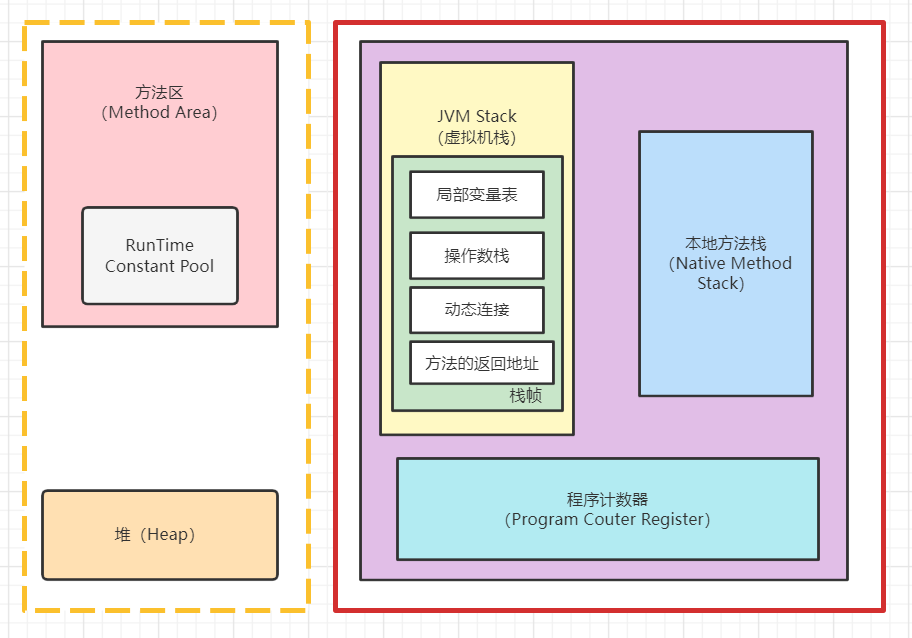 方法区
（Method Area）
RunTime
Constant Pool
堆（Heap）
JVM Stack
(虚拟机栈)
局部变量表
操作数栈
动态连接
方法的返回地址
栈帧
本地方法栈
（Native Method
Stack）
程序计数器
（Program Couter Register）